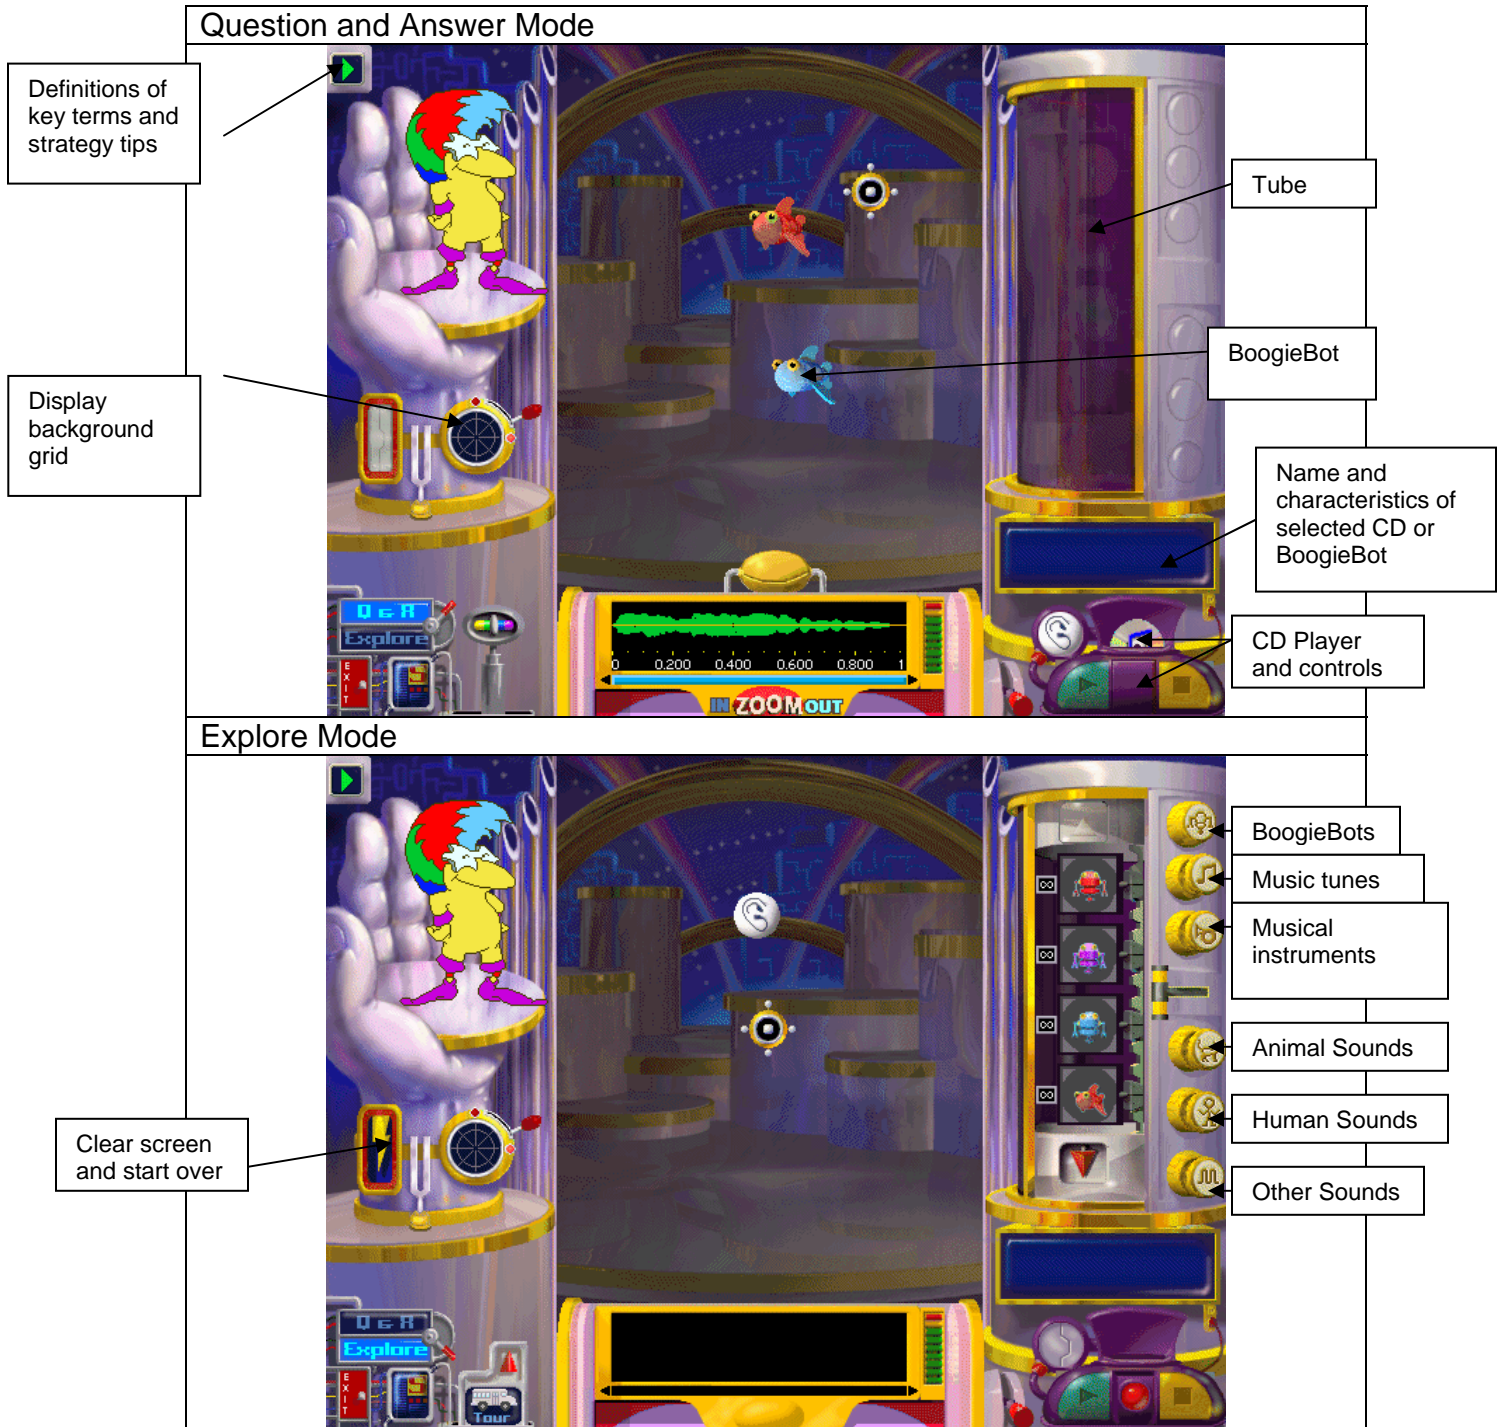 Question and Answer Mode
Definitions of
key terms and
strategy tips
Tube
BoogieBot
Display
background
grid
Name and
characteristics of
selected CD or
BoogieBot
Q & A
Explore
EXIT
0 0.200 0.400 0.600 0.800 1
IN ZOOM OUT
CD Player
and controls
Explore Mode
BoogieBots
Music tunes
Musical
instruments
Animal Sounds
Human Sounds
Other Sounds
Clear screen
and start over
Q & A
Explore
EXIT
Tour